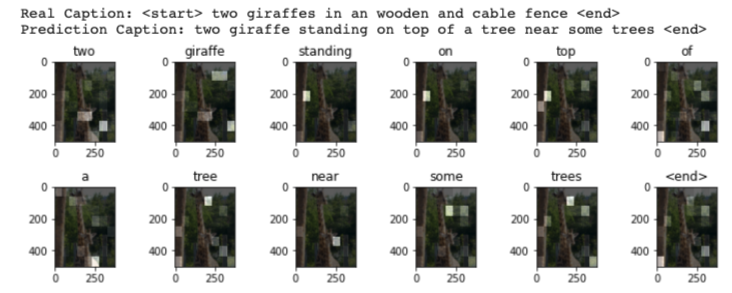 Real Caption: <start> two giraffes in an wooden and cable fence <end>
Prediction Caption: two giraffe standing on top of a tree near some trees <end>
two giraffe standing on top of
0 0 0 0 0 0
200 200 200 200 200 200
400 400 400 400 400 400
0 250 0 250 0 250 0 250 0 250 0 250
a tree near some trees <end>
0 0 0 0 0 0
200 200 200 200 200 200
400 400 400 400 400 400
0 250 0 250 0 250 0 250 0 250 0 250